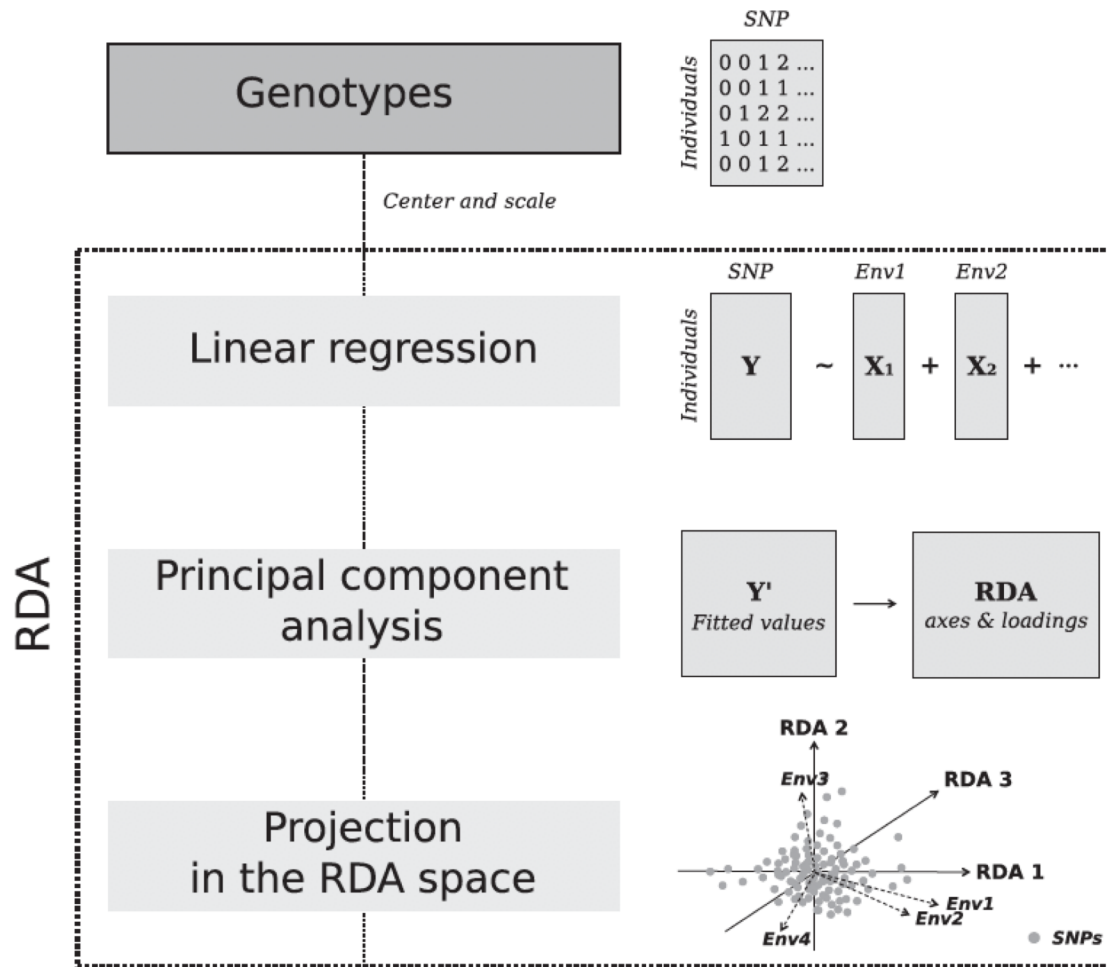 SNP
Genotypes
Individuals
0 0 1 2 ...
0 0 1 1 ...
0 1 2 2 ...
1 0 1 1 ...
0 0 1 2 ...
Center and scale
RDA
Linear regression
SNP
Env1
Env2
Individuals
Y ~ X₁ + X₂ + ...
Principal component
analysis
Y'
Fitted values
RDA
axes & loadings
Projection
in the RDA space
RDA 2
Env3
RDA 3
RDA 1
Env1
Env2
Env4
SNPs